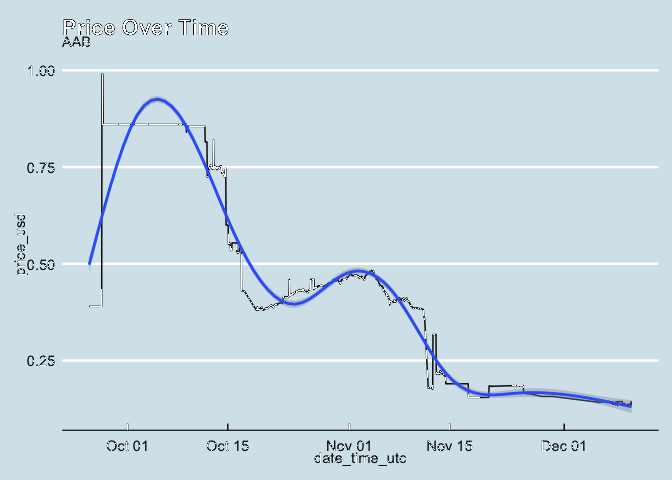 Price Over Time
AAB
1.00
0.75
0.50
0.25
price_usd
Oct 01 Oct 15 Nov 01 Nov 15 Dec 01
date_time_utc